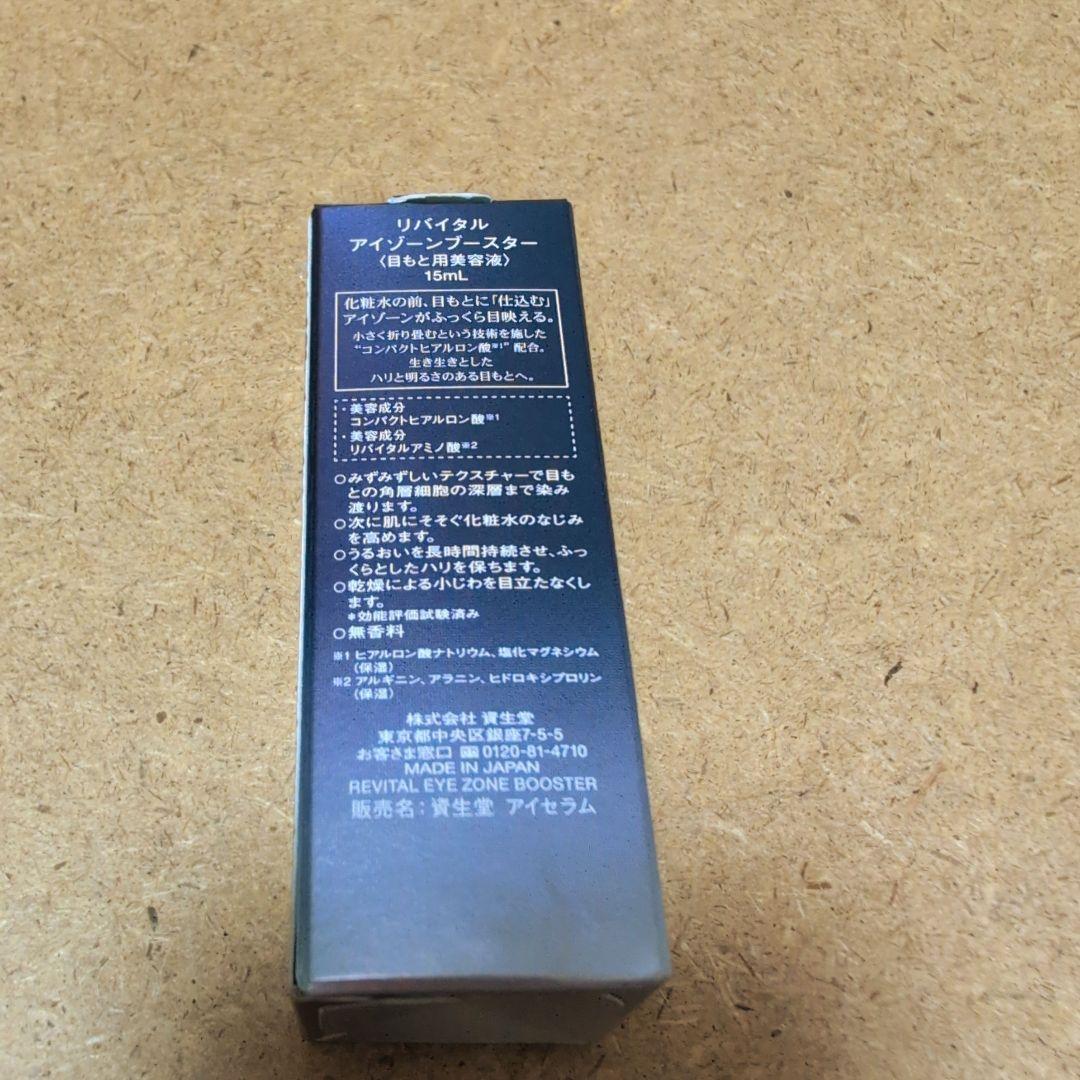 リバイタル
アイゾーンブースター
〈目もと用美容液〉
15mL
化粧水の前、目もとに「仕込む」
アイゾーンがふっくら目映える。
小さく折り畳むという技術を施した
“コンパクトヒアルロン酸※1”配合。
生き生きとした
ハリと明るさのある目もとへ。
・美容成分
コンパクトヒアルロン酸※1
・美容成分
リバイタルアミノ酸※2
○みずみずしいテクスチャーで目も
との角層細胞の深層まで染み
渡ります。
○次に肌にそそぐ化粧水のなじみ
を高めます。
○うるおいを長時間持続させ、ふっ
くらとしたハリを保ちます。
○乾燥による小じわを目立たなくし
ます。
*効能評価試験済み
○無香料
※1 ヒアルロン酸ナトリウム、塩化マグネシウム
(保湿)
※2 アルギニン、アラニン、ヒドロキシプロリン
(保湿)
株式会社 資生堂
東京都中央区銀座7-5-5
お客さま窓口 0120-81-4710
MADE IN JAPAN
REVITAL EYE ZONE BOOSTER
販売名：資生堂 アイセラム